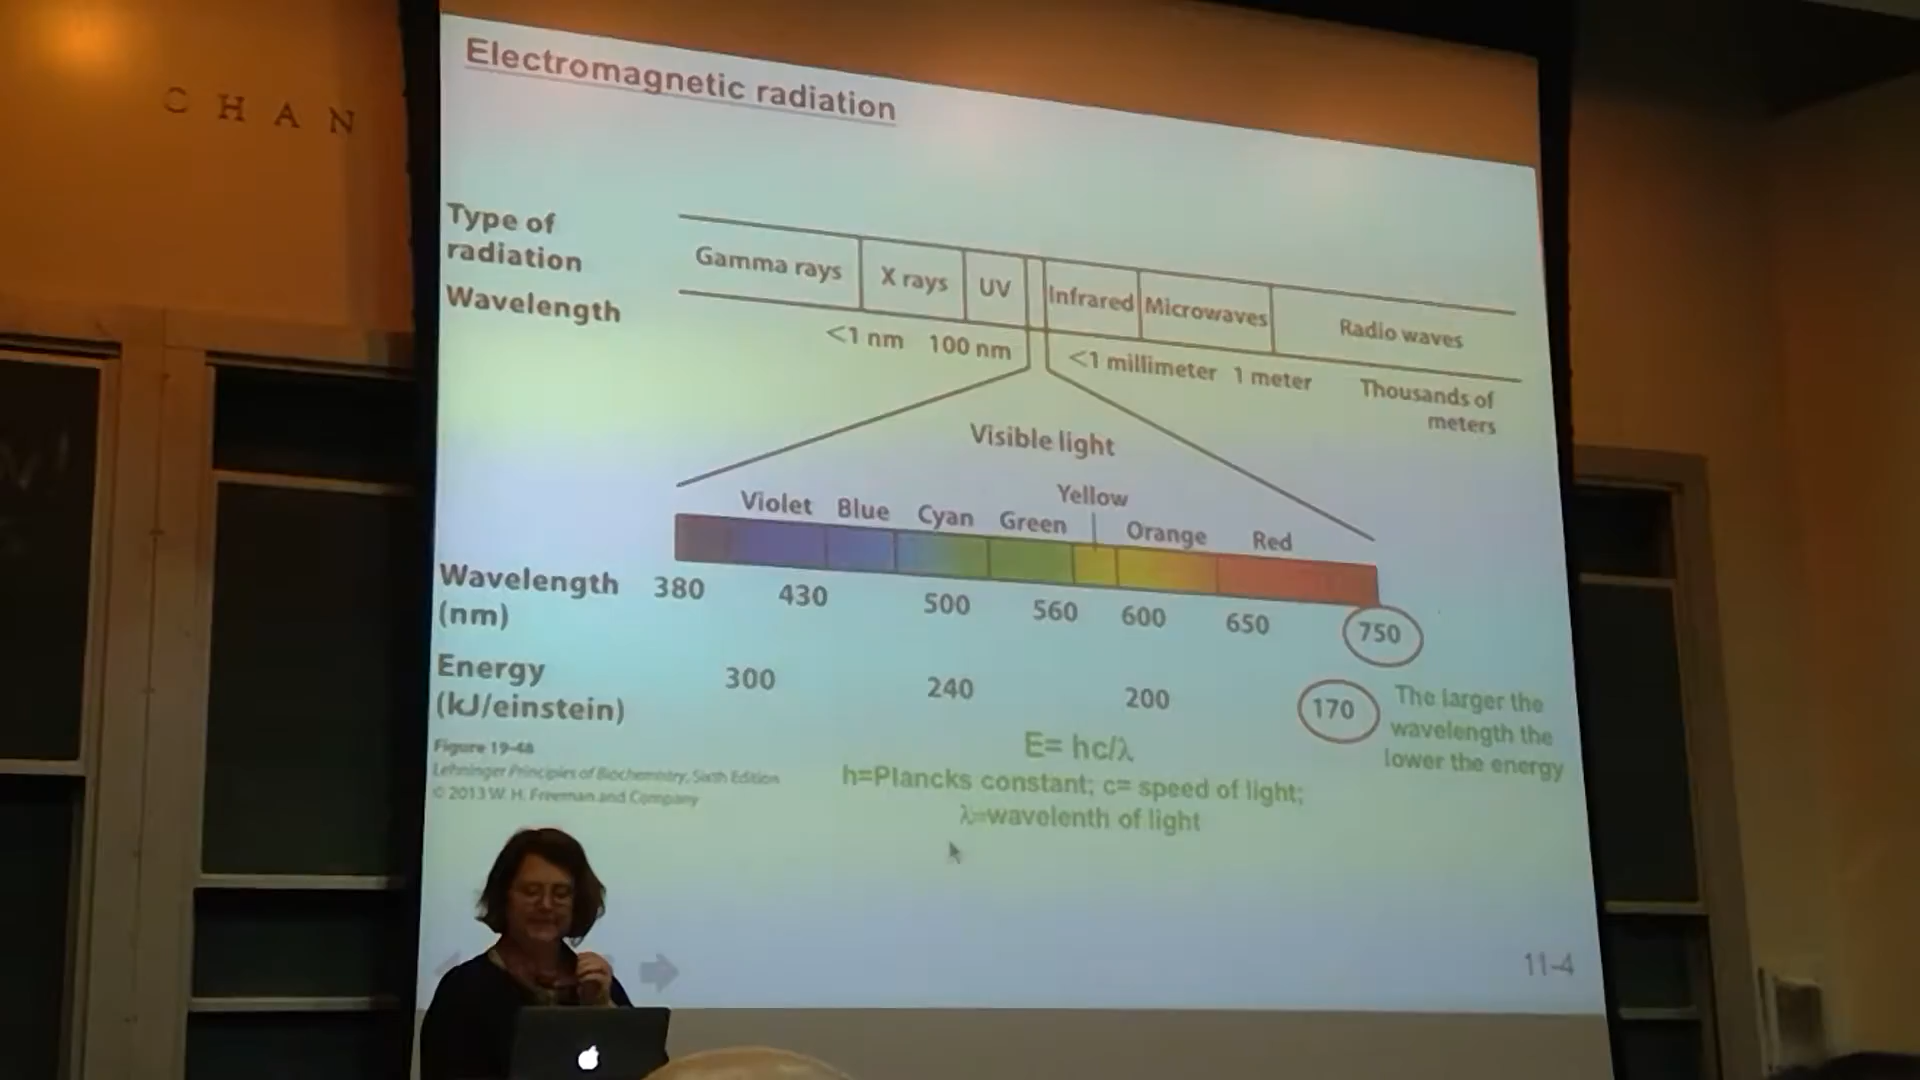 CHAN
Electromagnetic radiation
Type of
radiation
Gamma rays X rays UV Infrared Microwaves Radio waves
Wavelength
<1 nm 100 nm <1 millimeter 1 meter Thousands of
meters
Visible light
Violet Blue Cyan Green Yellow Orange Red
Wavelength
(nm)
380 430 500 560 600 650 750
Energy
(kJ/einstein)
300 240 200 170
The larger the
wavelength the
lower the energy
E= hc/λ
h=Plancks constant; c= speed of light;
λ=wavelenth of light
Figure 19-48
Lehninger Principles of Biochemistry, Sixth Edition
© 2013 W. H. Freeman and Company
11-4